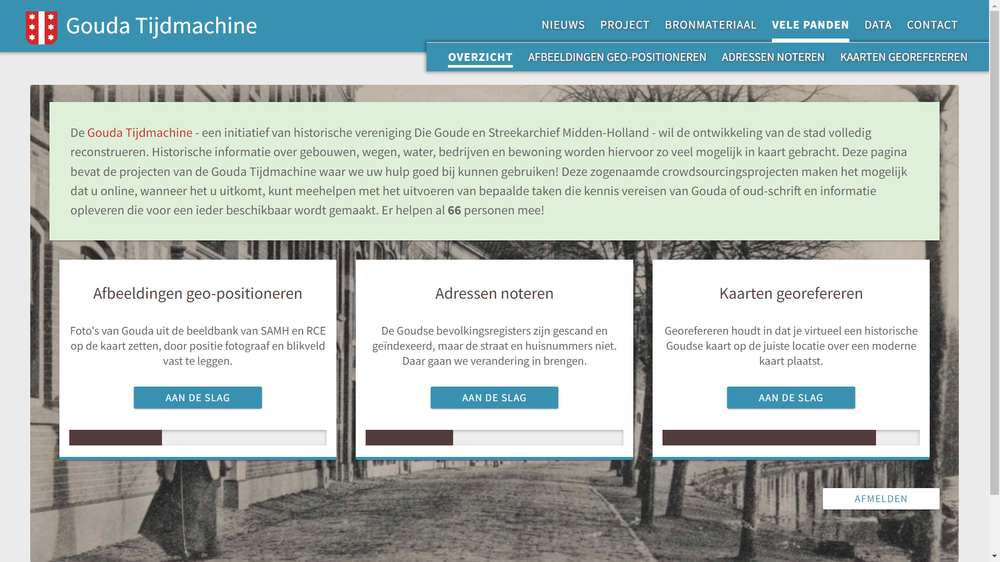 Gouda Tijdmachine
NIEUWS PROJECT BRONMATERIAAL VELE PANDEN DATA CONTACT
OVERZICHT AFBEELDINGEN GEO-POSITIONEREN ADRESSEN NOTEREN KAARTEN GEOREFEREREN
De Gouda Tijdmachine - een initiatief van historische vereniging Die Goude en Streekarchief Midden-Holland - wil de ontwikkeling van de stad volledig
reconstrueren. Historische informatie over gebouwen, wegen, water, bedrijven en bewoning worden hiervoor zo veel mogelijk in kaart gebracht. Deze pagina
bevat de projecten van de Gouda Tijdmachine waar we uw hulp goed bij kunnen gebruiken! Deze zogenaamde crowdsourcingsprojecten maken het mogelijk
dat u online, wanneer het u uitkomt, kunt meehelpen met het uitvoeren van bepaalde taken die kennis vereisen van Gouda of oud-schrift en informatie
opleveren die voor een ieder beschikbaar wordt gemaakt. Er helpen al 66 personen mee!
Afbeeldingen geo-positioneren
Foto's van Gouda uit de beeldbank van SAMH en RCE
op de kaart zetten, door positie fotograaf en blikveld
vast te leggen.
AAN DE SLAG
Adressen noteren
De Goudse bevolkingsregisters zijn gescand en
geïndexeerd, maar de straat en huisnummers niet.
Daar gaan we verandering in brengen.
AAN DE SLAG
Kaarten georefereren
Georefereren houdt in dat je virtueel een historische
Goudse kaart op de juiste locatie over een moderne
kaart plaatst.
AAN DE SLAG
AFMELDEN